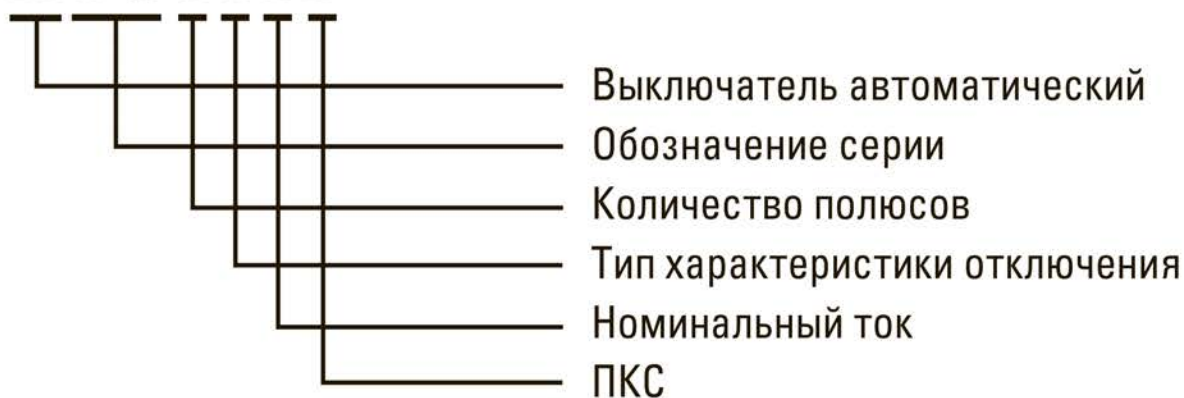 Выключатель автоматический
Обозначение серии
Количество полюсов
Тип характеристики отключения
Номинальный ток
ПКС